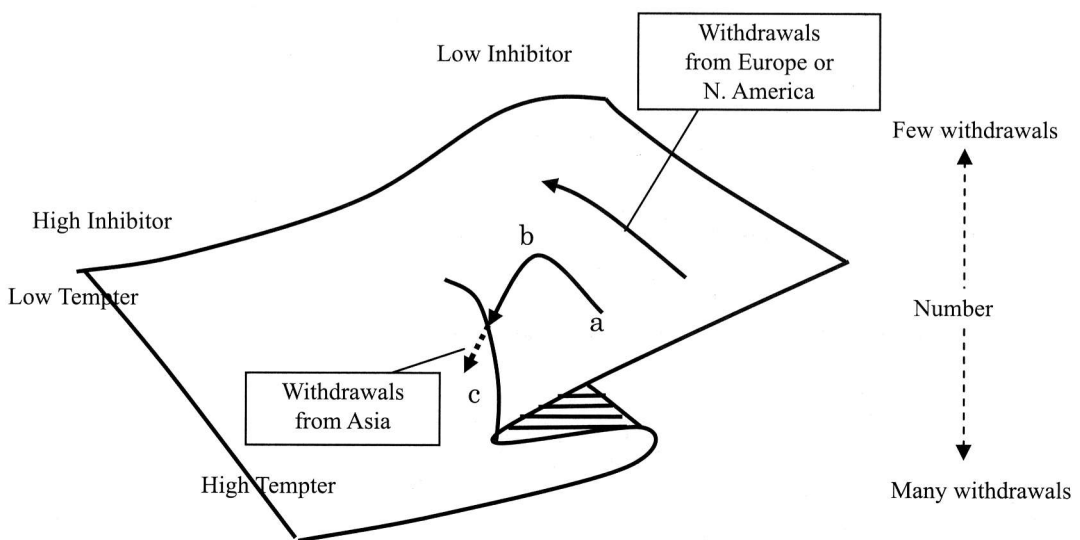 Withdrawals
from Europe or
N. America
Low Inhibitor
Few withdrawals
High Inhibitor
b
Low Tempter
a
Number
c
Withdrawals
from Asia
High Tempter
Many withdrawals